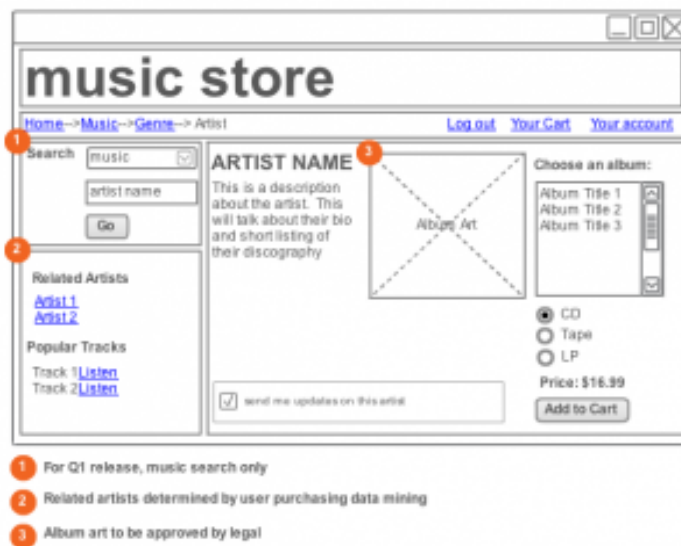 music store
Home-->Music-->Genre--> Artist
Log out Your Cart Your account
1
Search
music
artist name
Go
2
Related Artists
Artist 1
Artist 2
Popular Tracks
Track 1Listen
Track 2Listen
ARTIST NAME
This is a description
about the artist. This
will talk about their bio
and short listing of
their discography
3
Album Art
send me updates on this artist
Choose an album:
Album Title 1
Album Title 2
Album Title 3
CD
Tape
LP
Price: $16.99
Add to Cart
1 For Q1 release, music search only
2 Related artists determined by user purchasing data mining
3 Album art to be approved by legal